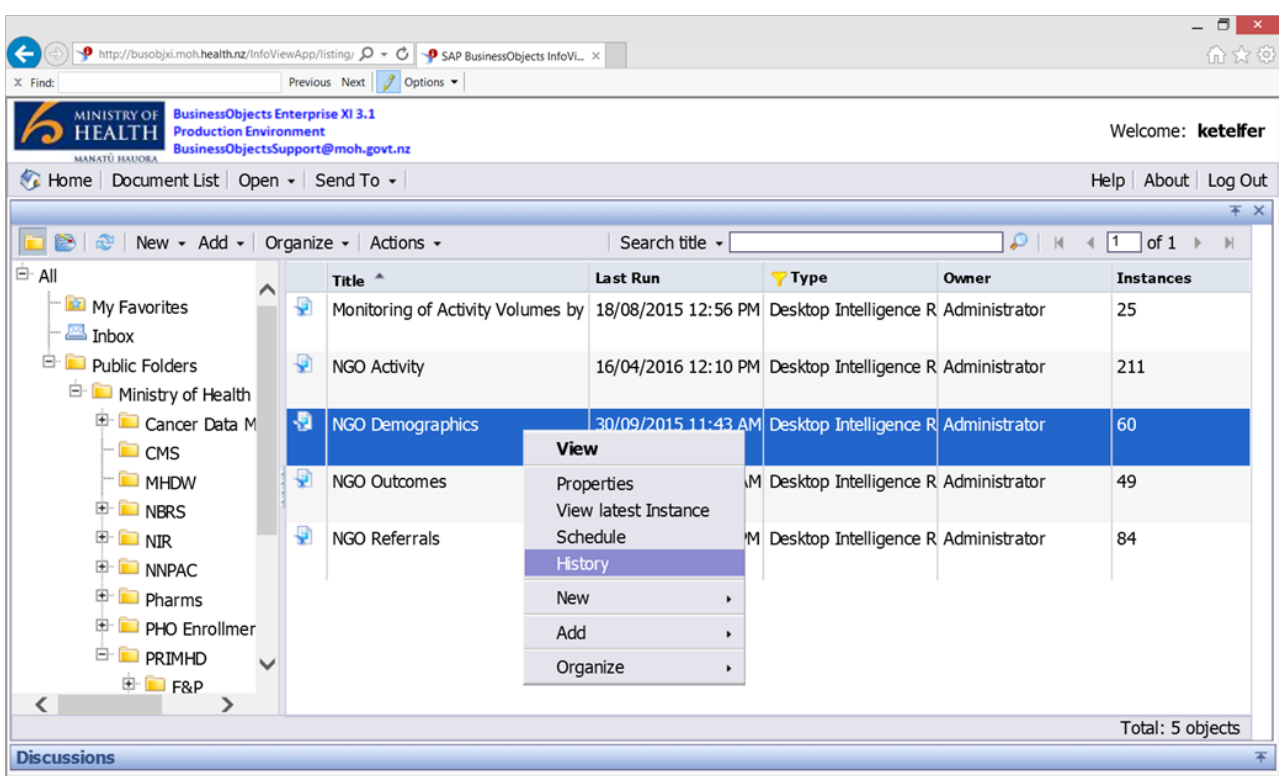 http://busobjxi.moh.health.nz/InfoViewApp/listing/
SAP BusinessObjects InfoVi...
x Find:
Previous Next Options
MINISTRY OF
HEALTH
MANATŪ HAUORA
BusinessObjects Enterprise XI 3.1
Production Environment
BusinessObjectsSupport@moh.govt.nz
Welcome: ketelfer
Home Document List Open Send To
Help About Log Out
New Add Organize Actions Search title 1 of 1
All
My Favorites
Inbox
Public Folders
Ministry of Health
Cancer Data M
CMS
MHDW
NBRS
NIR
NNPAC
Pharms
PHO Enrollmer
PRIMHD
F&P
Title Last Run Type Owner Instances
Monitoring of Activity Volumes by 18/08/2015 12:56 PM Desktop Intelligence R Administrator 25
NGO Activity 16/04/2016 12:10 PM Desktop Intelligence R Administrator 211
NGO Demographics 30/09/2015 11:43 AM Desktop Intelligence R Administrator 60
NGO Outcomes AM Desktop Intelligence R Administrator 49
NGO Referrals PM Desktop Intelligence R Administrator 84
View
Properties
View latest Instance
Schedule
History
New
Add
Organize
Total: 5 objects
Discussions